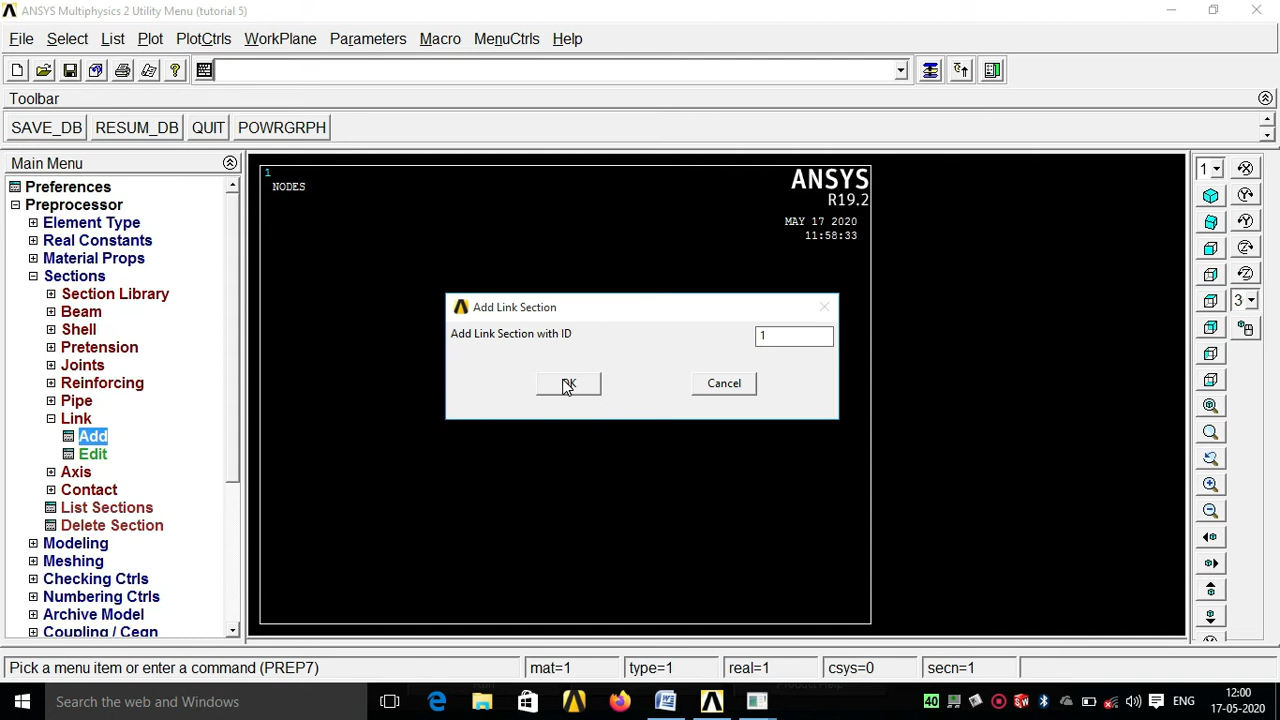 ANSYS Multiphysics 2 Utility Menu (tutorial 5)
File Select List Plot PlotCtrls WorkPlane Parameters Macro MenuCtrls Help
Toolbar
SAVE_DB RESUM_DB QUIT POWRGRPH
Main Menu
Preferences
Preprocessor
Element Type
Real Constants
Material Props
Sections
Section Library
Beam
Shell
Pretension
Joints
Reinforcing
Pipe
Link
Add
Edit
Axis
Contact
List Sections
Delete Section
Modeling
Meshing
Checking Ctrls
Numbering Ctrls
Archive Model
Coupling / Ceqn
1
NODES
ANSYS
R19.2
MAY 17 2020
11:58:33
Add Link Section
Add Link Section with ID 1
OK Cancel
1
3
Pick a menu item or enter a command (PREP7) mat=1 type=1 real=1 csys=0 secn=1
Search the web and Windows
40
ENG
12:00
17-05-2020